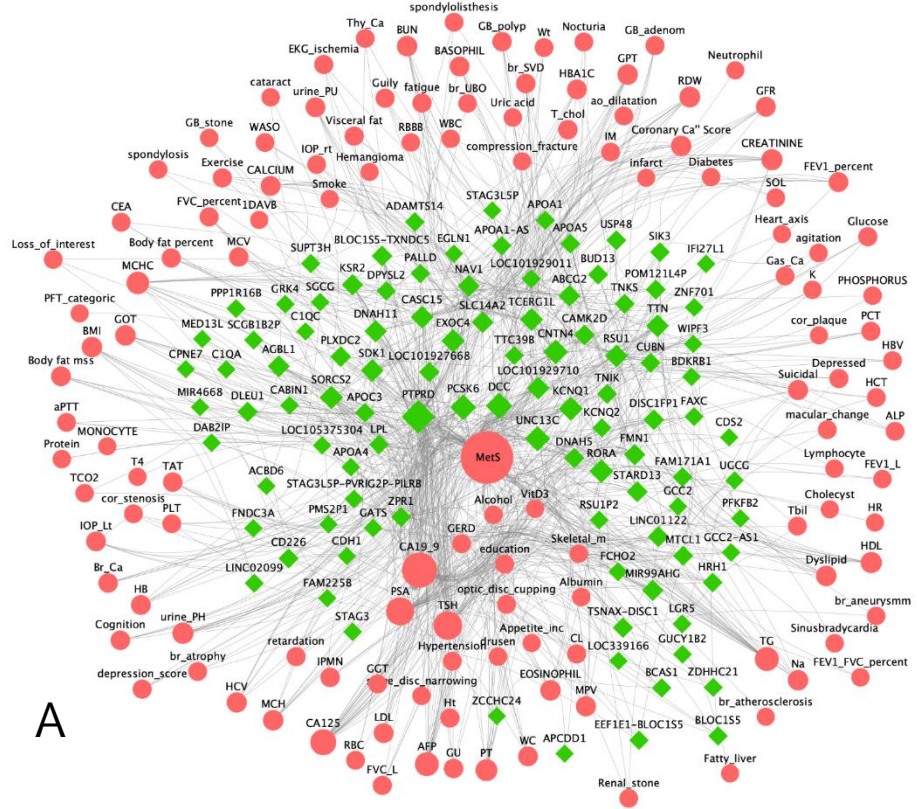 spondylolisthesis
Thy_Ca
BUN
GB_polyp
Wt
Nocturia
GB_adenom
EKG_ischemia
BASOPHIL
br_SVD
GPT
Neutrophil
cataract
urine_PU
Guily
fatigue
br_UBO
HBA1C
RDW
Visceral fat
Uric acid
ao_dilatation
GFR
GB_stone
WASO
RBBB
WBC
T_chol
IM
Coronary Ca" Score
IOP_rt
Hemangioma
compression_fracture
CREATININE
spondylosis
Exercise
CALCIUM
Smoke
infarct
Diabetes
FEV1_percent
STAG3L5P
APOA1
SOL
CEA
FVC_percent
1DAVB
ADAMTS14
APOA1-AS
APOA5
USP48
Heart_axis
Glucose
Loss_of_interest
Body fat percent
MCV
SUPT3H
BLOC1S5-TXNDC5
EGLN1
SIK3
IFI27L1
agitation
MCHC
PALLD
LOC101929011
BUD13
Gas_Ca
K
KSR2
DPYSL2
NAV1
ABCG2
POM121L4P
PHOSPHORUS
PFT_categoric
PPP1R16B
GRK4
SGCG
CASC15
SLC14A2
TCERG1L
TNKS
TTN
ZNF701
BMI
GOT
MED13L
SCGB1B2P
C1QC
DNAH11
EXOC4
CAMK2D
WIPF3
cor_plaque
PCT
PLXDC2
TTC39B
CNTN4
RSU1
CUBN
HBV
Body fat mss
CPNE7
C1QA
AGBL1
SDK1
LOC101927668
LOC101929710
BDKRB1
Suicidal
Depressed
MIR4668
DLEU1
CABIN1
SORCS2
APOC3
PTPRD
PCSK6
DCC
KCNQ1
TNIK
DISC1FP1
FAXC
HCT
aPTT
MONOCYTE
DAB2IP
LOC105375304
LPL
UNC13C
KCNQ2
CDS2
macular_change
ALP
Protein
APOA4
MetS
DNAH5
FMN1
Lymphocyte
TCO2
T4
TAT
ACBD6
RORA
STARD13
FAM171A1
UGCG
FEV1_L
cor_stenosis
STAG3L5P-PVRIG2P-PILRB
Alcohol
VitD3
GCC2
Cholecyst
PLT
FNDC3A
PMS2P1
GATS
ZPR1
RSU1P2
PFKFB2
Tbil
HR
IOP_Lt
CD226
CDH1
GERD
LINC01122
MTCL1
GCC2-AS1
CA19_9
education
Skeletal_m
Br_Ca
LINC02099
FCHO2
HRH1
Dyslipid
HDL
HB
FAM225B
PSA
TSH
optic_disc_cupping
Albumin
MIR99AHG
br_aneurysmm
Cognition
urine_PH
STAG3
TSNAX-DISC1
LGR5
Sinusbradycardia
retardation
Hypertension
drusen
Appetite_inc
CL
LOC339166
GUCY1B2
TG
Na
FEV1_FVC_percent
br_atrophy
IPMN
GGT
EOSINOPHIL
BCAS1
ZDHHC21
depression_score
HCV
MCH
Ht
ZCCHC24
MPV
br_atherosclerosis
CA125
LDL
EEF1E1-BLOC1S5
BLOC1S5
RBC
AFP
GU
PT
WC
APCDD1
FVC_L
Renal_stone
Fatty_liver
A